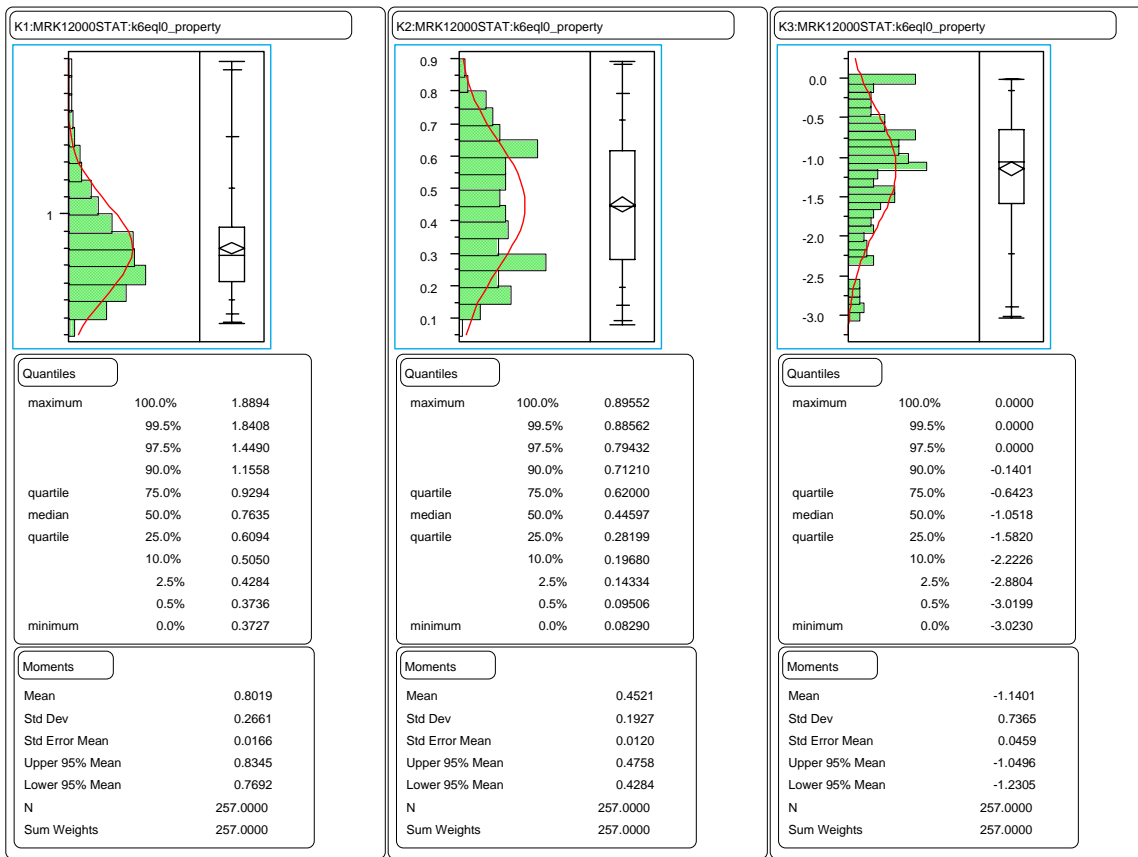 K1:MRK12000STAT:k6eql0_property
1
Quantiles
maximum 100.0% 1.8894
99.5% 1.8408
97.5% 1.4490
90.0% 1.1558
quartile 75.0% 0.9294
median 50.0% 0.7635
quartile 25.0% 0.6094
10.0% 0.5050
2.5% 0.4284
0.5% 0.3736
minimum 0.0% 0.3727
Moments
Mean 0.8019
Std Dev 0.2661
Std Error Mean 0.0166
Upper 95% Mean 0.8345
Lower 95% Mean 0.7692
N 257.0000
Sum Weights 257.0000
K2:MRK12000STAT:k6eql0_property
0.9
0.8
0.7
0.6
0.5
0.4
0.3
0.2
0.1
Quantiles
maximum 100.0% 0.89552
99.5% 0.88562
97.5% 0.79432
90.0% 0.71210
quartile 75.0% 0.62000
median 50.0% 0.44597
quartile 25.0% 0.28199
10.0% 0.19680
2.5% 0.14334
0.5% 0.09506
minimum 0.0% 0.08290
Moments
Mean 0.4521
Std Dev 0.1927
Std Error Mean 0.0120
Upper 95% Mean 0.4758
Lower 95% Mean 0.4284
N 257.0000
Sum Weights 257.0000
K3:MRK12000STAT:k6eql0_property
0.0
-0.5
-1.0
-1.5
-2.0
-2.5
-3.0
Quantiles
maximum 100.0% 0.0000
99.5% 0.0000
97.5% 0.0000
90.0% -0.1401
quartile 75.0% -0.6423
median 50.0% -1.0518
quartile 25.0% -1.5820
10.0% -2.2226
2.5% -2.8804
0.5% -3.0199
minimum 0.0% -3.0230
Moments
Mean -1.1401
Std Dev 0.7365
Std Error Mean 0.0459
Upper 95% Mean -1.0496
Lower 95% Mean -1.2305
N 257.0000
Sum Weights 257.0000